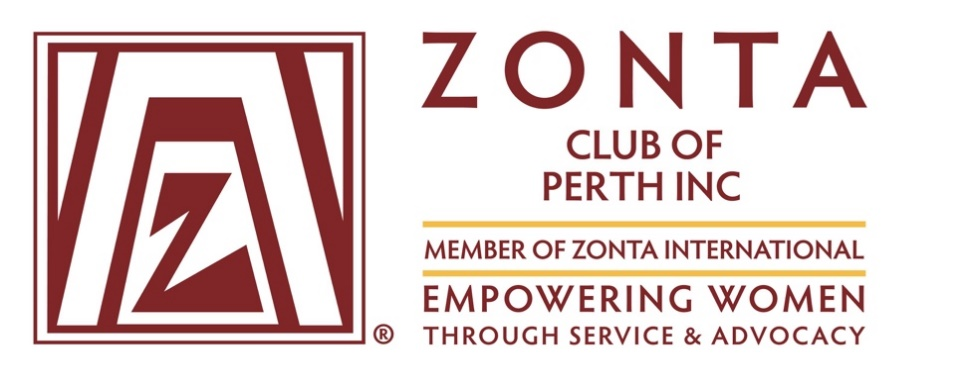 ZONTA
CLUB OF
PERTH INC
MEMBER OF ZONTA INTERNATIONAL
EMPOWERING WOMEN
THROUGH SERVICE & ADVOCACY
®